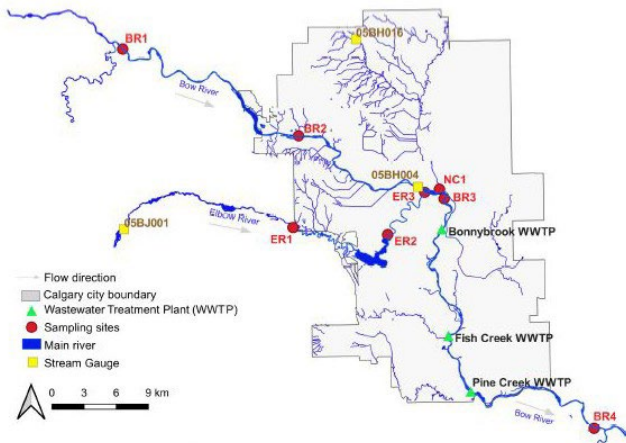 05BH016
BR1
Bow River
BR2
05BH004
NC1
ER3
BR3
Elbow River
05BJ001
ER1
ER2
Bonnybrook WWTP
Flow direction
Calgary city boundary
Wastewater Treatment Plant (WWTP)
Sampling sites
Main river
Stream Gauge
Fish Creek WWTP
Pine Creek WWTP
0 3 6 9 km
Bow River
BR4